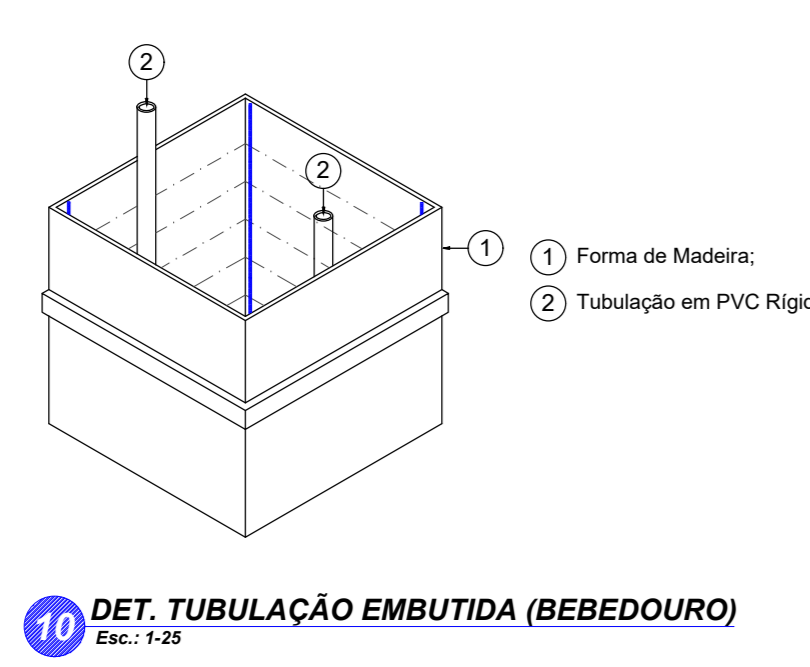 2
2
1
1 Forma de Madeira;
2 Tubulação em PVC
10 DET. TUBULAÇÃO EMBUTIDA (BEBEDOURO)
Esc.: 1-25